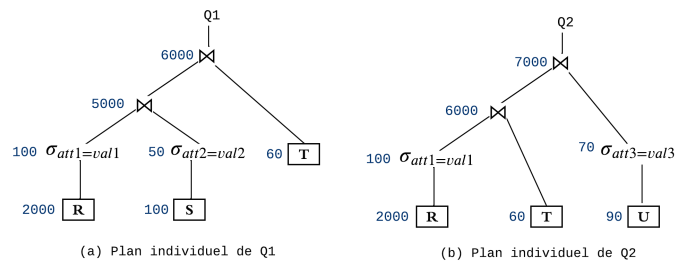 Q1
6000 ⋈
5000 ⋈
100 σatt1=val1 50 σatt2=val2 60 T
2000 R 100 S
(a) Plan individuel de Q1
Q2
7000 ⋈
6000 ⋈
100 σatt1=val1 70 σatt3=val3
2000 R 60 T 90 U
(b) Plan individuel de Q2